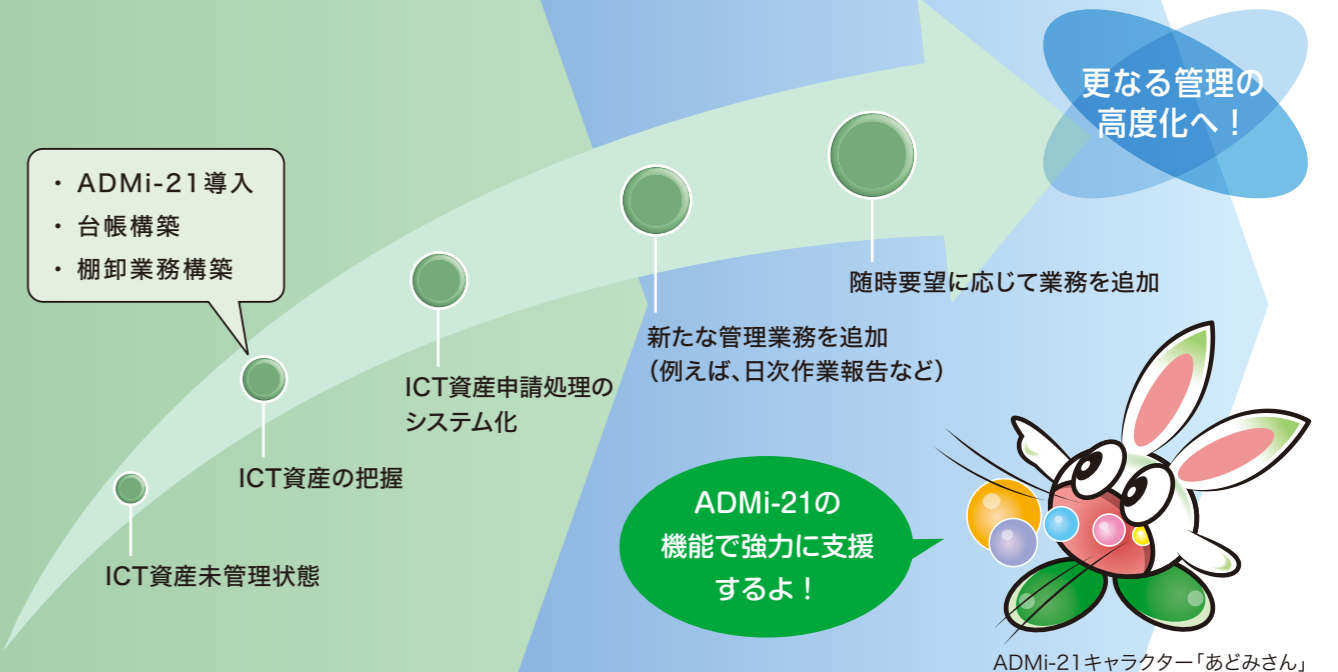 更なる管理の
高度化へ！
・ ADMi-21導入
・ 台帳構築
・ 棚卸業務構築
随時要望に応じて業務を追加
新たな管理業務を追加
（例えば、日次作業報告など）
ICT資産申請処理の
システム化
ICT資産の把握
ICT資産未管理状態
ADMi-21の
機能で強力に支援
するよ！
ADMi-21キャラクター「あどみさん」